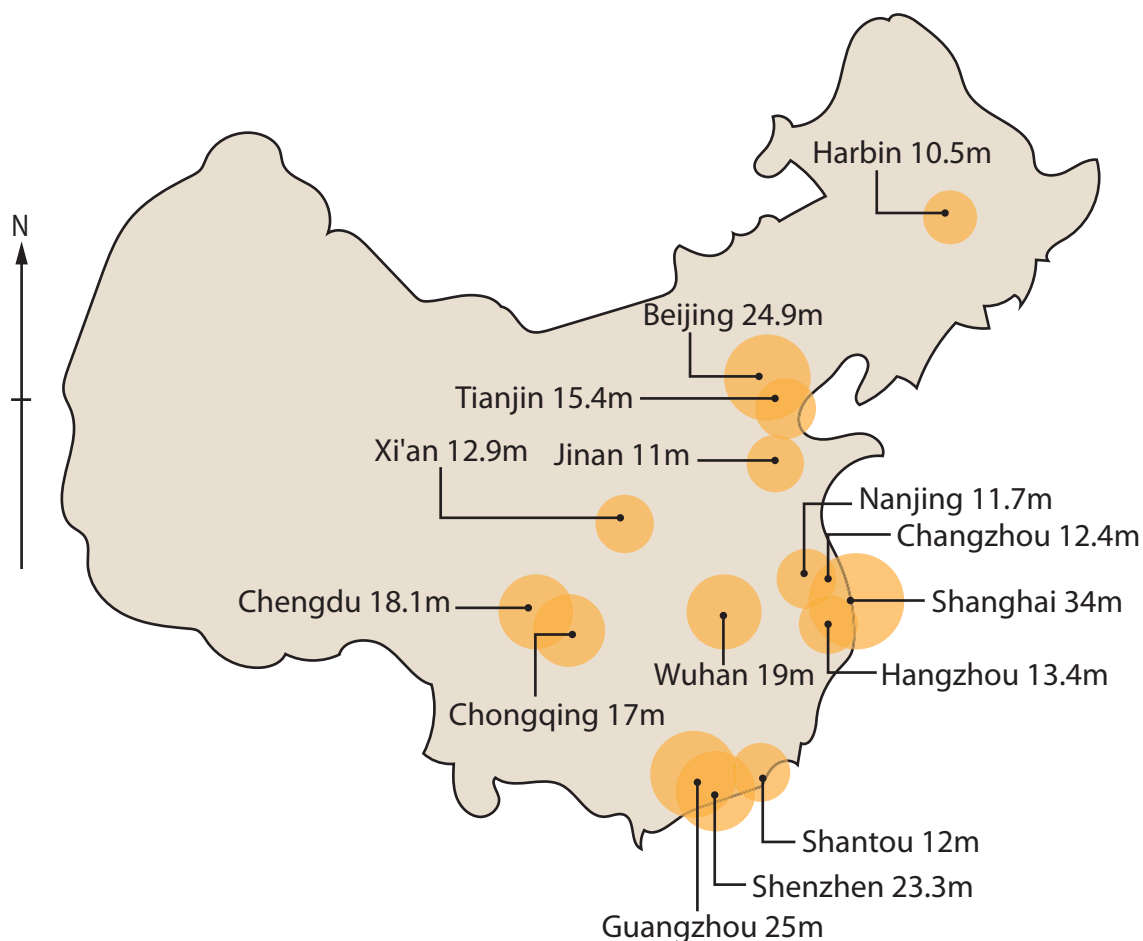 Harbin 10.5m
N
Beijing 24.9m
Tianjin 15.4m
Xi'an 12.9m
Jinan 11m
Nanjing 11.7m
Changzhou 12.4m
Chengdu 18.1m
Shanghai 34m
Wuhan 19m
Hangzhou 13.4m
Chongqing 17m
Shantou 12m
Shenzhen 23.3m
Guangzhou 25m